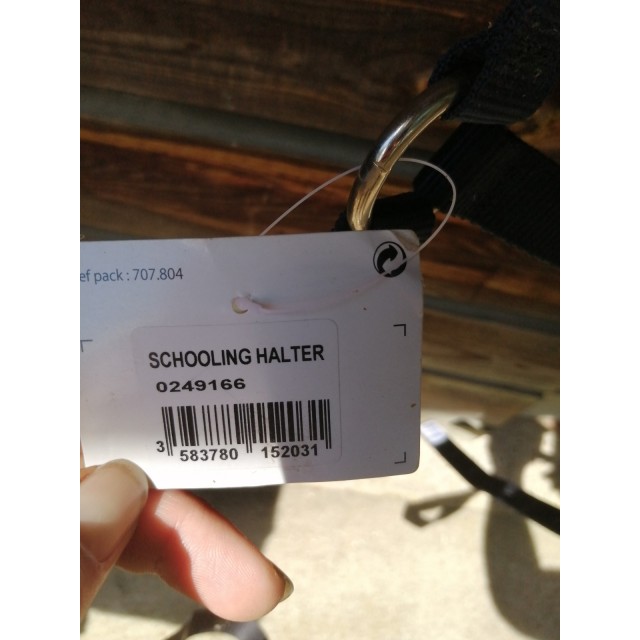 ef pack : 707.804
SCHOOLING HALTER
0249166
3 583780 152031